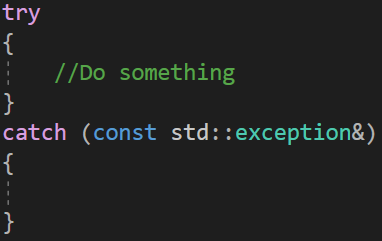 try
{
    //Do something
}
catch (const std::exception&)
{
}